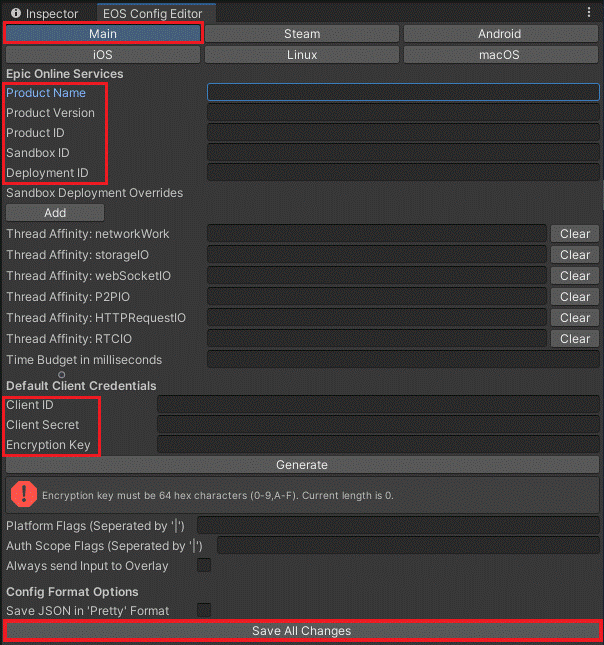 Inspector EOS Config Editor
Main Steam Android
iOS Linux macOS
Epic Online Services
Product Name
Product Version
Product ID
Sandbox ID
Deployment ID
Sandbox Deployment Overrides
Add
Thread Affinity: networkWork Clear
Thread Affinity: storageIO Clear
Thread Affinity: webSocketIO Clear
Thread Affinity: P2PIO Clear
Thread Affinity: HTTPRequestIO Clear
Thread Affinity: RTCIO Clear
Time Budget in milliseconds
Default Client Credentials
Client ID
Client Secret
Encryption Key
Generate
Encryption key must be 64 hex characters (0-9,A-F). Current length is 0.
Platform Flags (Seperated by '|')
Auth Scope Flags (Seperated by '|')
Always send Input to Overlay
Config Format Options
Save JSON in 'Pretty' Format
Save All Changes